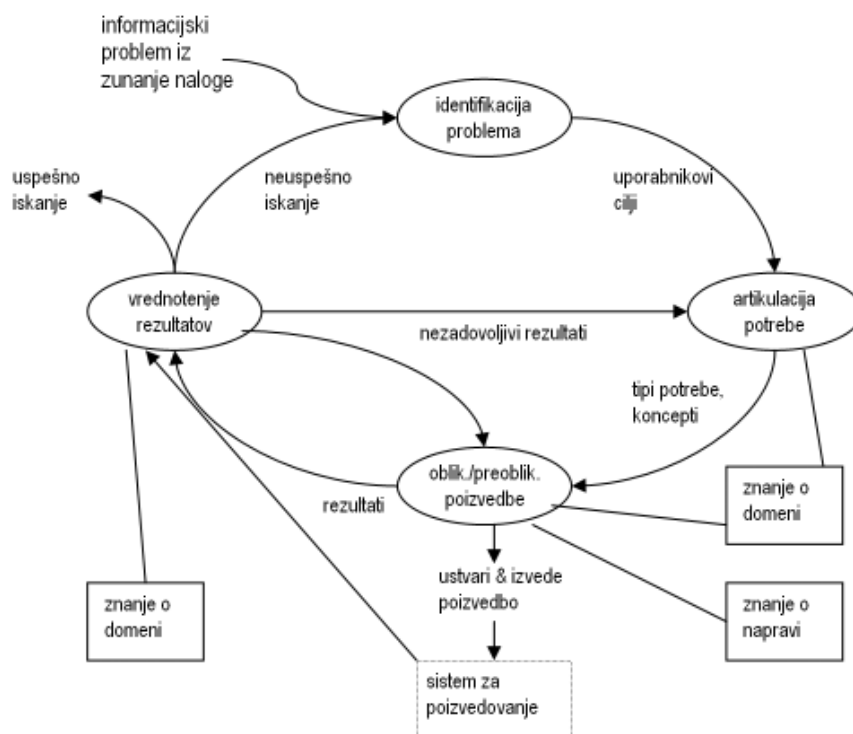 informacijski
problem iz
zunanje naloge
identifikacija
problema
uspešno
iskanje
neuspešno
iskanje
uporabnikovi
cilji
vrednotenje
rezultatov
artikulacija
potrebe
nezadovoljivi rezultati
tipi potrebe,
koncepti
oblik./preoblik.
poizvedbe
rezultati
znanje o
domeni
ustvari & izvede
poizvedbo
znanje o
domeni
znanje o
napravi
sistem za
poizvedovanje